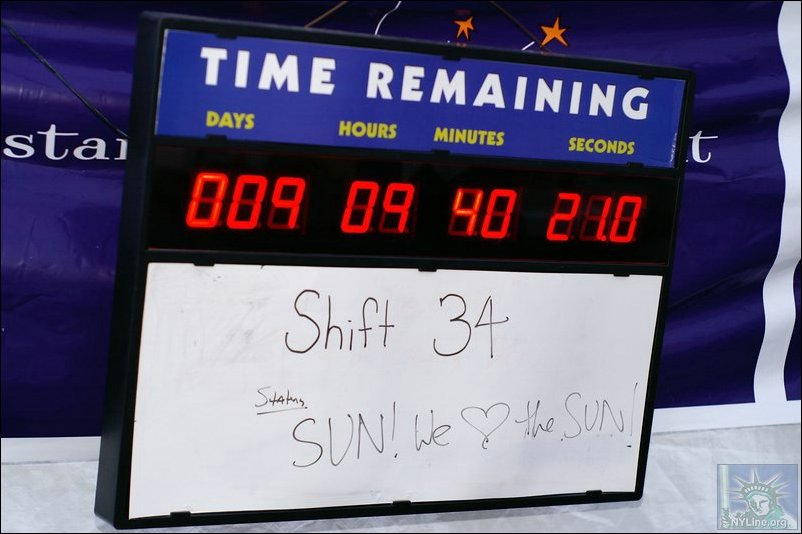 TIME REMAINING
DAYS HOURS MINUTES SECONDS
star t
009 09 40 21.0
Shift 34
Status
SUN! We ♡ the SUN!
NYLine.org